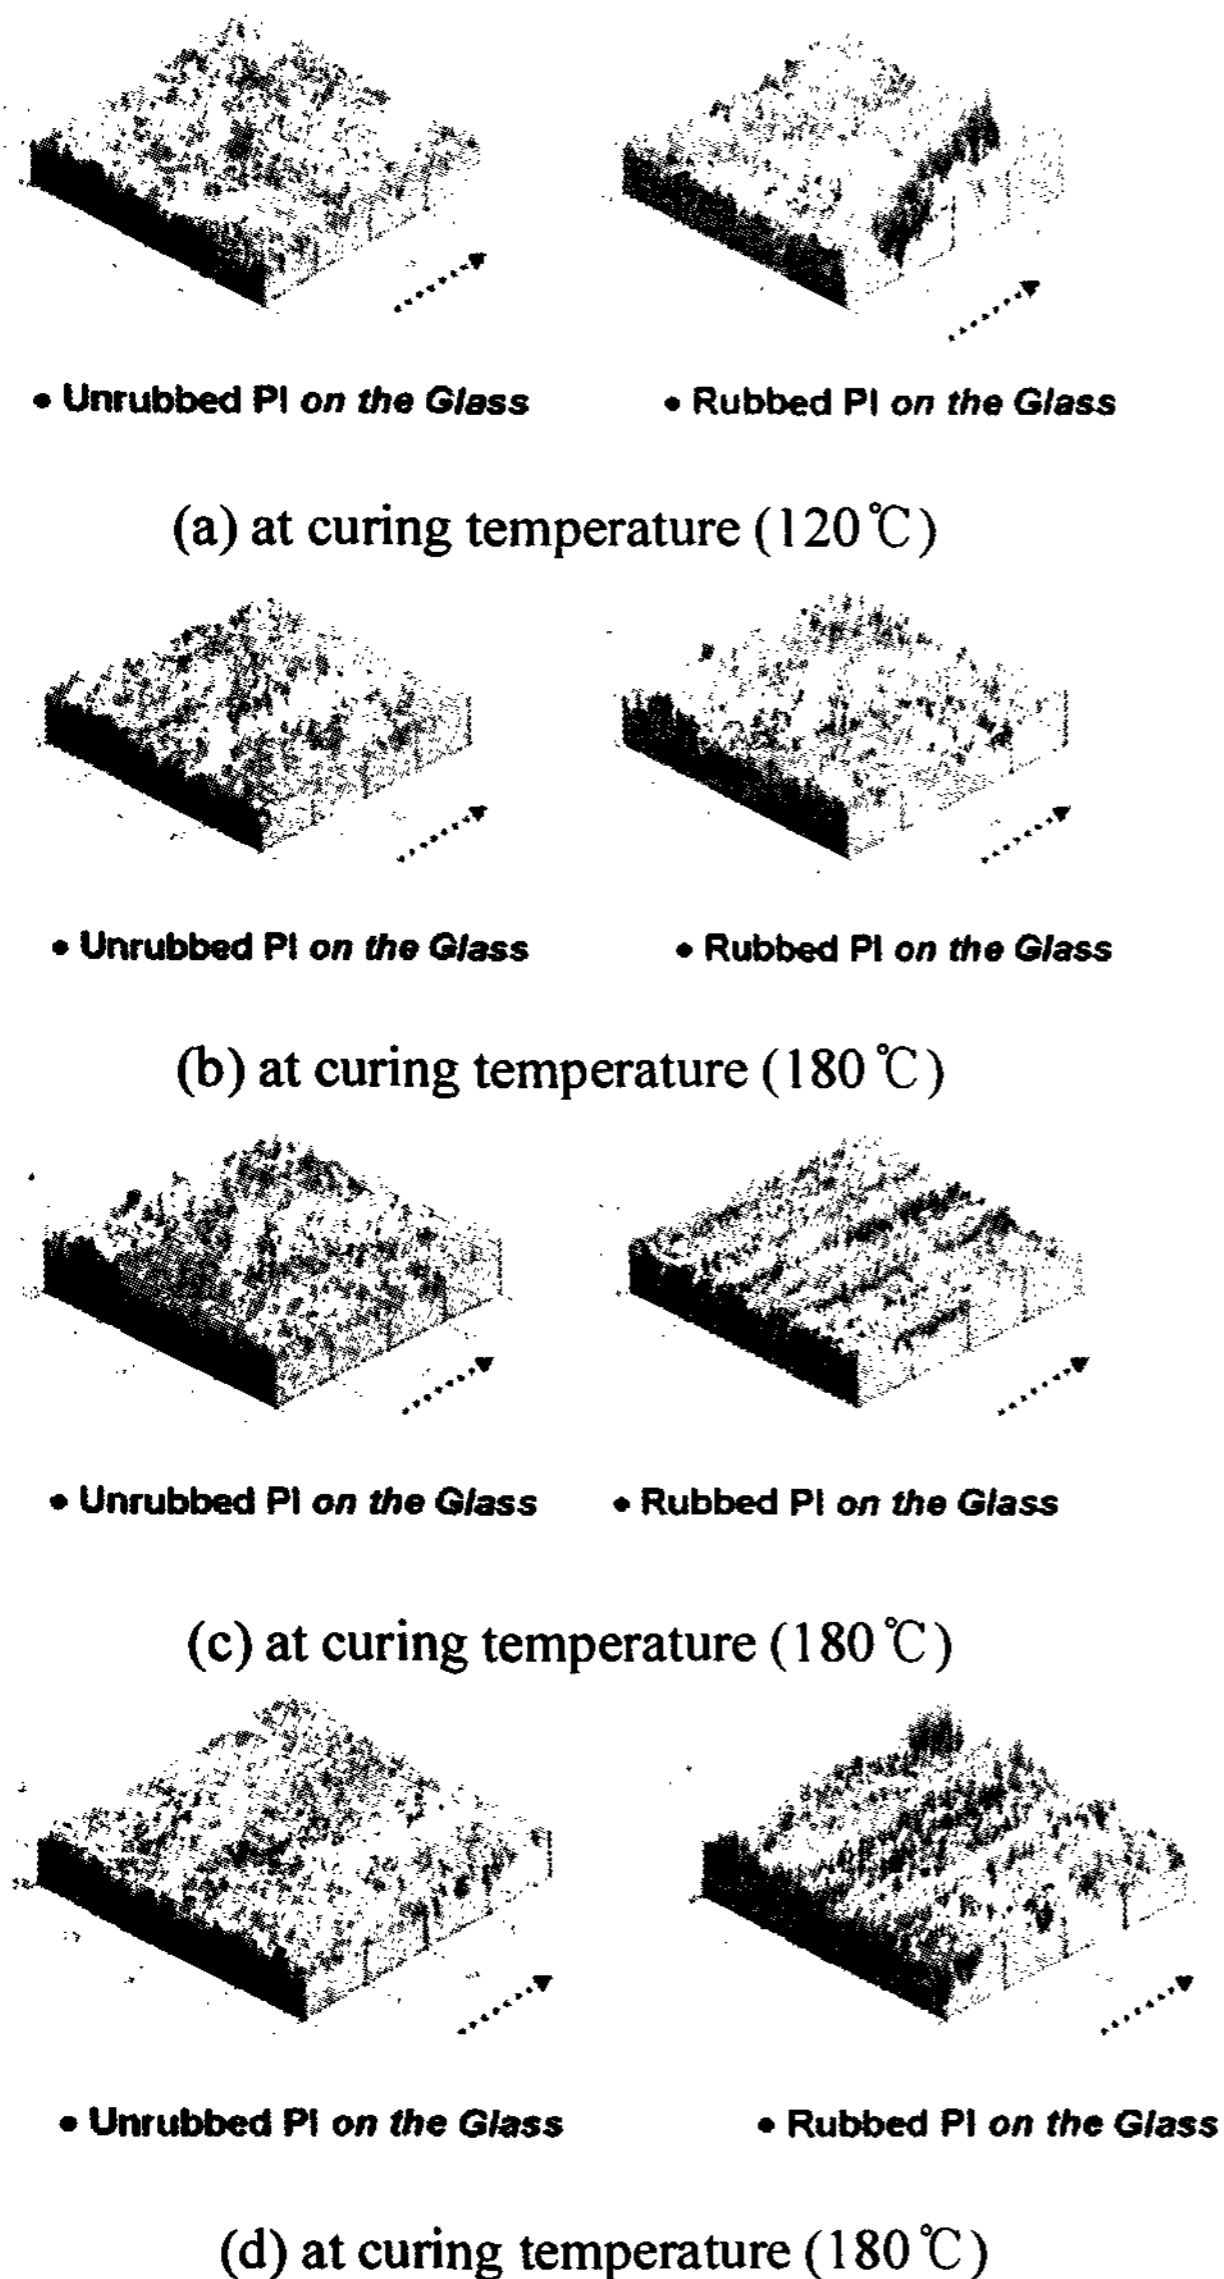 • Unrubbed PI on the Glass • Rubbed PI on the Glass
(a) at curing temperature (120℃)
• Unrubbed PI on the Glass • Rubbed PI on the Glass
(b) at curing temperature (180℃)
• Unrubbed PI on the Glass • Rubbed PI on the Glass
(c) at curing temperature (180℃)
• Unrubbed PI on the Glass • Rubbed PI on the Glass
(d) at curing temperature (180℃)